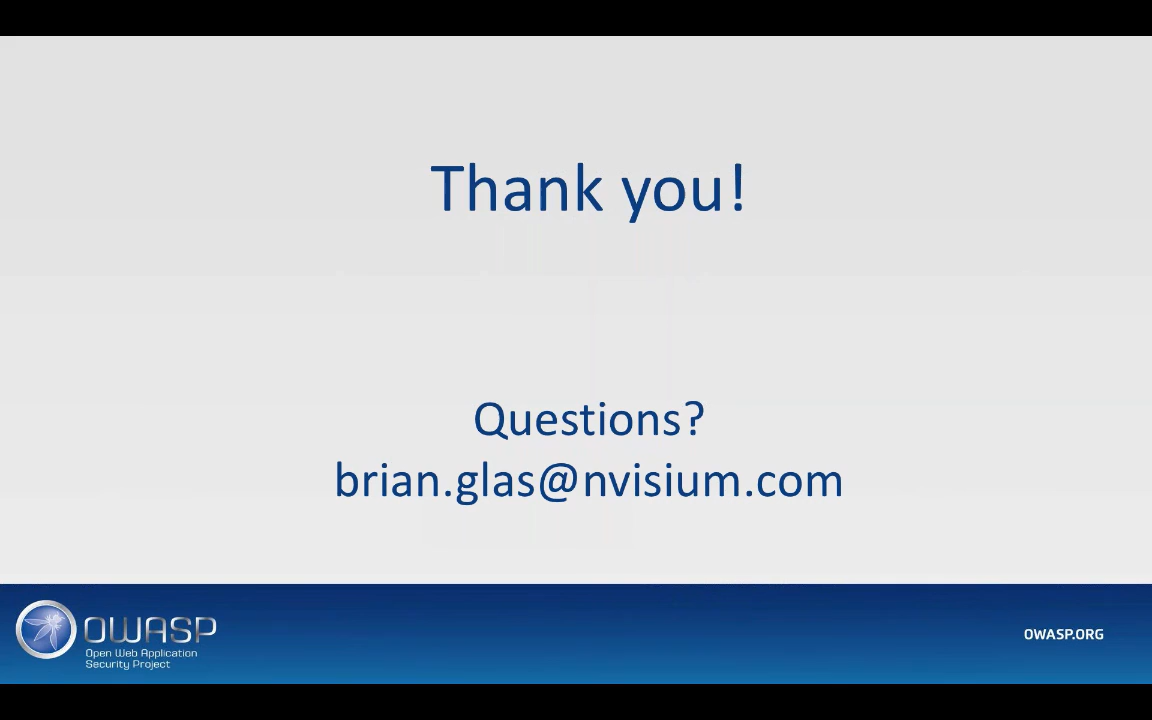 Thank you!
Questions?
brian.glas@nvisium.com
OWASP
Open Web Application
Security Project
OWASP.ORG